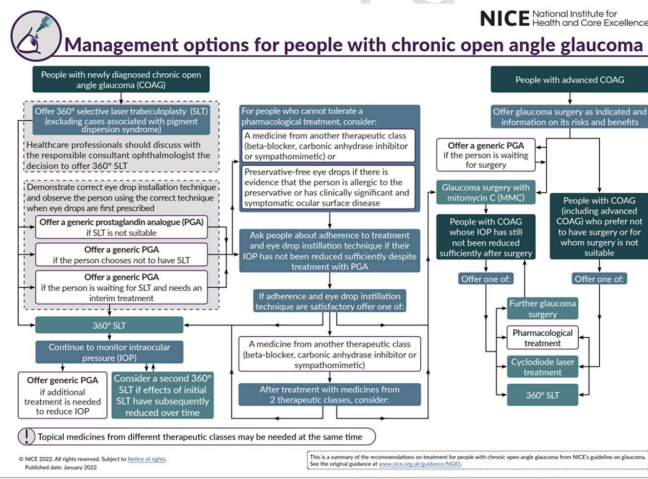 NICE National Institute for
Health and Care Excellence
Management options for people with chronic open angle glaucoma
People with newly diagnosed chronic open
angle glaucoma (COAG)
Offer 360° selective laser trabeculoplasty (SLT)
(excluding cases associated with pigment
dispersion syndrome)
Healthcare professionals should discuss with
the responsible consultant ophthalmologist the
decision to offer 360° SLT
Demonstrate correct eye drop installation technique
and observe the person using the correct technique
when eye drops are first prescribed
Offer a generic prostaglandin analogue (PGA)
if SLT is not suitable
Offer a generic PGA
if the person chooses not to have SLT
Offer a generic PGA
if the person is waiting for SLT and needs an
interim treatment
360° SLT
Continue to monitor intraocular
pressure (IOP)
Offer generic PGA
if additional
treatment is needed
to reduce IOP
Consider a second 360°
SLT if effects of initial
SLT have subsequently
reduced over time
For people who cannot tolerate a
pharmacological treatment, consider:
A medicine from another therapeutic class
(beta-blocker, carbonic anhydrase inhibitor
or sympathomimetic) or
Preservative-free eye drops if there is
evidence that the person is allergic to the
preservative or has clinically significant and
symptomatic ocular surface disease
Ask people about adherence to treatment
and eye drop instillation technique if their
IOP has not been reduced sufficiently despite
treatment with PGA
If adherence and eye drop instillation
technique are satisfactory offer one of:
A medicine from another therapeutic class
(beta-blocker, carbonic anhydrase inhibitor or
sympathomimetic)
After treatment with medicines from
2 therapeutic classes, consider:
People with advanced COAG
Offer glaucoma surgery as indicated and
information on its risks and benefits
Offer a generic PGA
if the person is waiting
for surgery
Glaucoma surgery with
mitomycin C (MMC)
People with COAG
whose IOP has still
not been reduced
sufficiently after surgery
People with COAG
(including advanced
COAG) who prefer not
to have surgery or for
whom surgery is not
suitable
Offer one of:
Offer one of:
Further glaucoma
surgery
Pharmacological
treatment
Cyclodiode laser
treatment
360° SLT
! Topical medicines from different therapeutic classes may be needed at the same time
© NICE 2022. All rights reserved. Subject to Notice of rights.
Published date: January 2022
This is a summary of the recommendations on treatment for people with chronic open angle glaucoma from NICE's guideline on glaucoma.
See the original guidance at www.nice.org.uk/guidance/NG81.